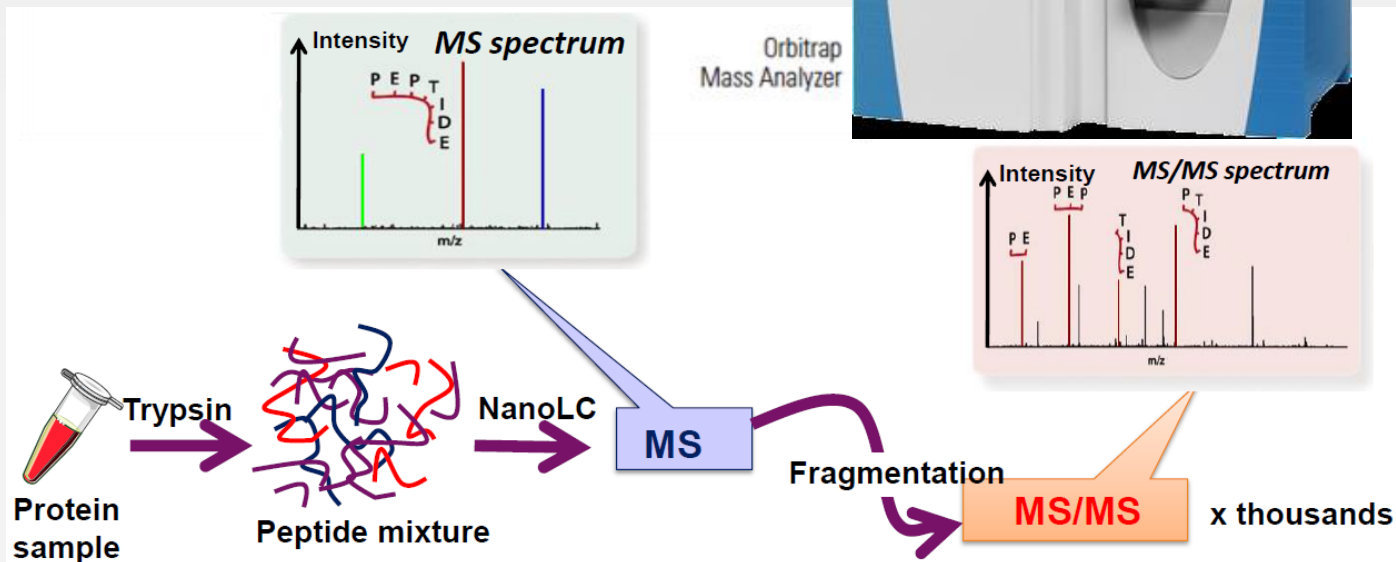 Intensity
MS spectrum
P E P T I D E
m/z
Orbitrap
Mass Analyzer
Intensity
MS/MS spectrum
P E
P E P
T I D E
P T I D E
m/z
Protein
sample
Trypsin
Peptide mixture
NanoLC
MS
Fragmentation
MS/MS
x thousands